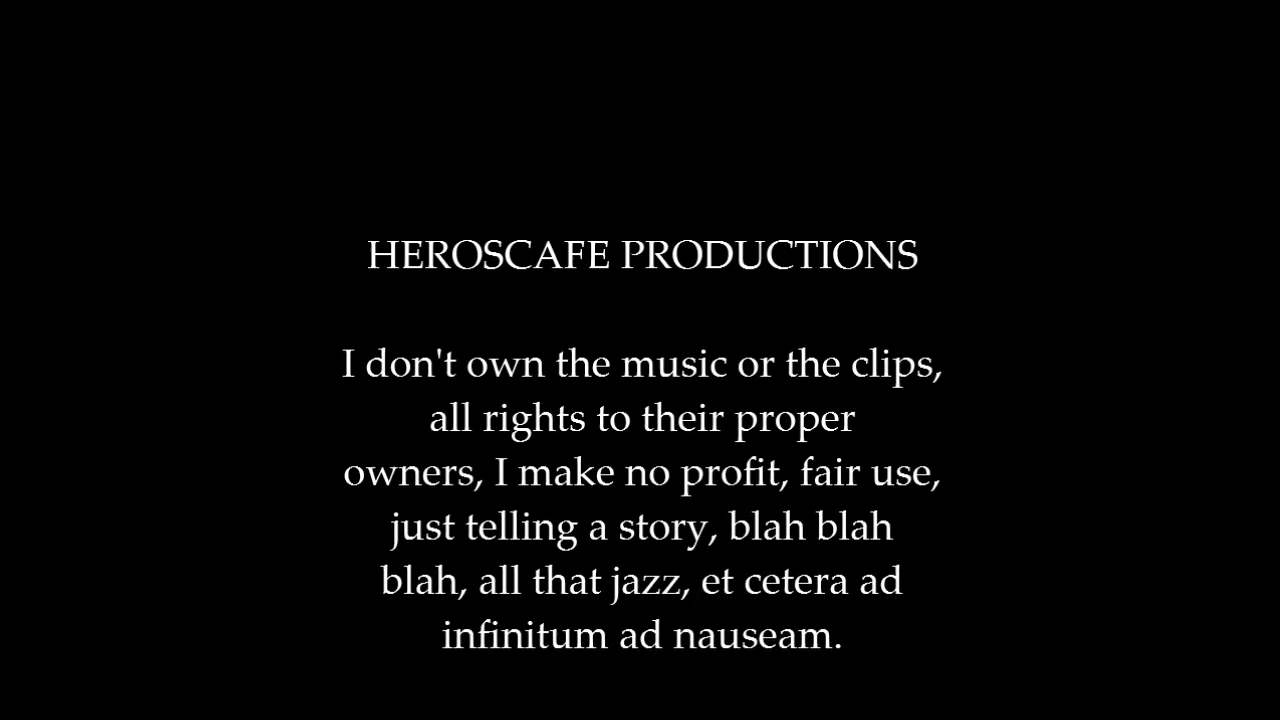 HEROSCAFE PRODUCTIONS
I don't own the music or the clips,
all rights to their proper
owners, I make no profit, fair use,
just telling a story, blah blah
blah, all that jazz, et cetera ad
infinitum ad nauseam.